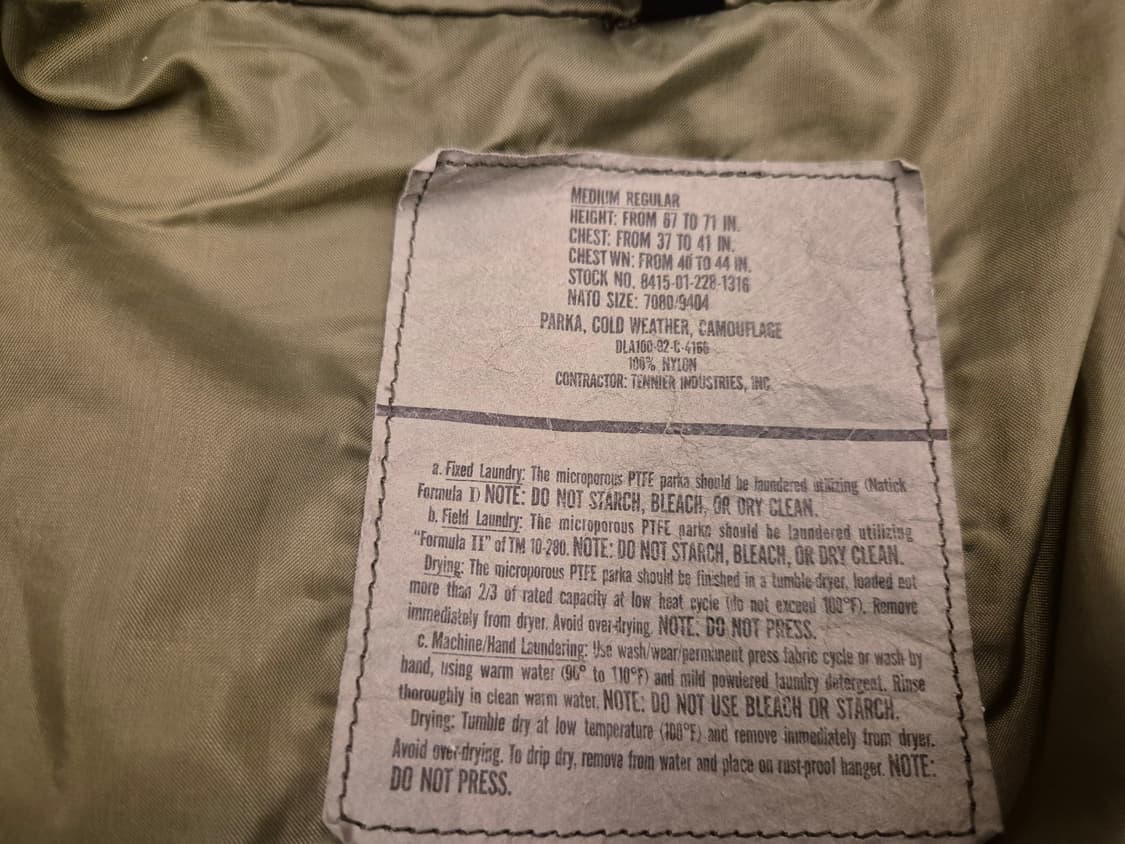 MEDIUM REGULAR
HEIGHT: FROM 67 TO 71 IN.
CHEST: FROM 37 TO 41 IN.
CHEST WN: FROM 40 TO 44 IN.
STOCK NO. 8415-01-228-1316
NATO SIZE: 7080/9404
PARKA, COLD WEATHER, CAMOUFLAGE
DLA100-92-C-4166
100% NYLON
CONTRACTOR: TENNIER INDUSTRIES, INC.
a. Fixed Laundry: The microporous PTFE parka should be laundered utilizing (Natick
Formula I) NOTE: DO NOT STARCH, BLEACH, OR DRY CLEAN.
b. Field Laundry: The microporous PTFE parka should be laundered utilizing
"Formula II" of TM 10-280. NOTE: DO NOT STARCH, BLEACH, OR DRY CLEAN.
Drying: The microporous PTFE parka should be finished in a tumble dryer, loaded not
more than 2/3 of rated capacity at low heat cycle (do not exceed 100°F). Remove
immediately from dryer. Avoid over-drying. NOTE: DO NOT PRESS.
c. Machine/Hand Laundering: Use wash/wear/permanent press fabric cycle or wash by
hand, using warm water (90° to 110°F) and mild powdered laundry detergent. Rinse
thoroughly in clean warm water. NOTE: DO NOT USE BLEACH OR STARCH.
Drying: Tumble dry at low temperature (100°F) and remove immediately from dryer.
Avoid over-drying. To drip dry, remove from water and place on rust-proof hanger. NOTE:
DO NOT PRESS.